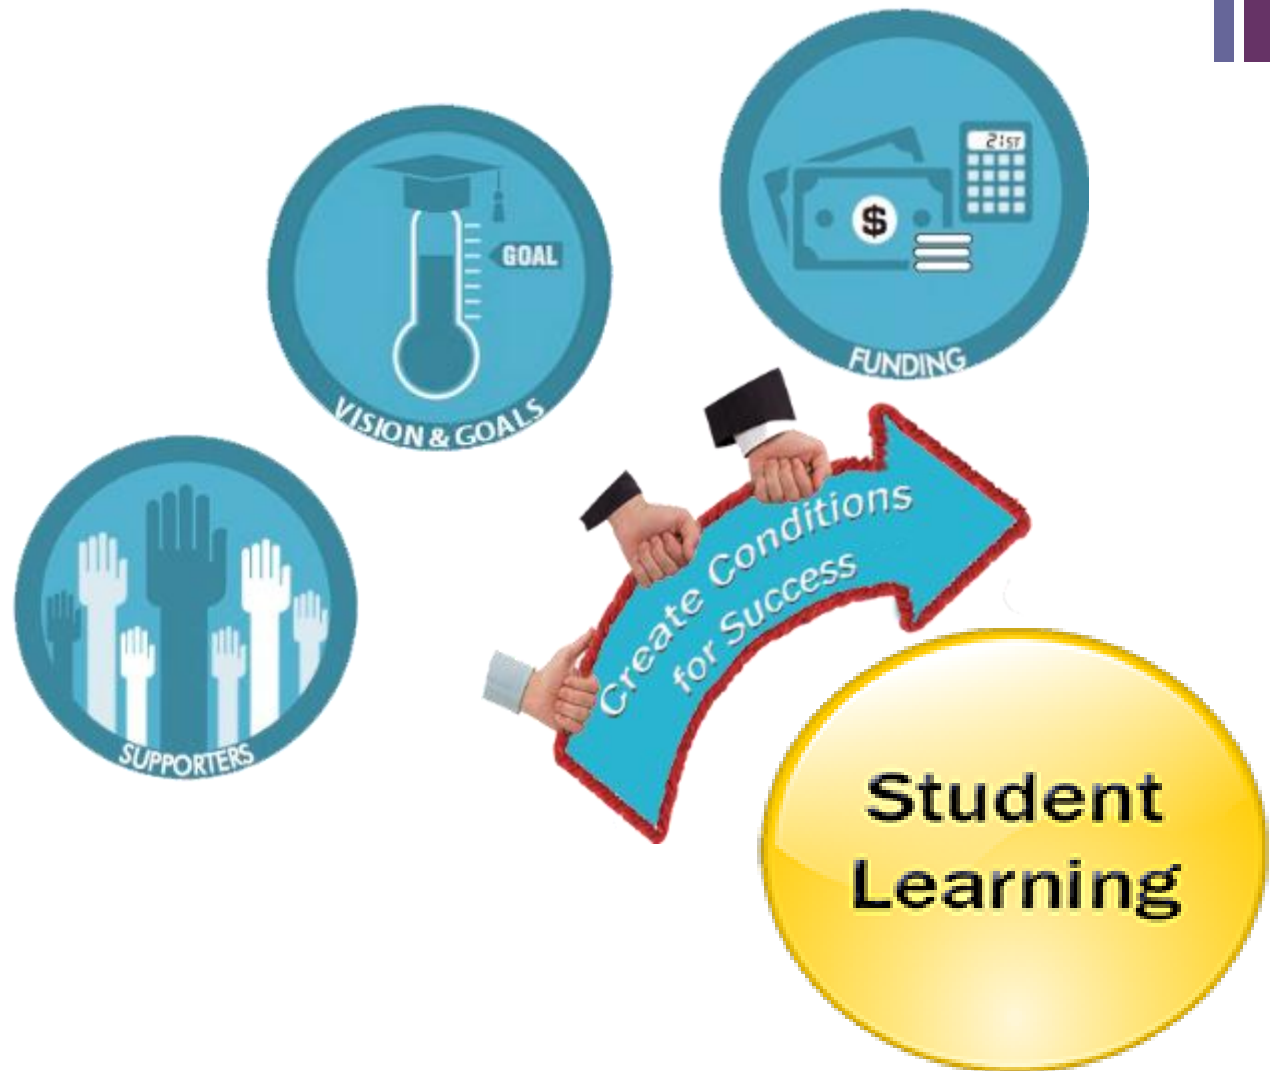 21ST
$
GOAL
VISION & GOALS
FUNDING
SUPPORTERS
Create Conditions
for Success
Student
Learning